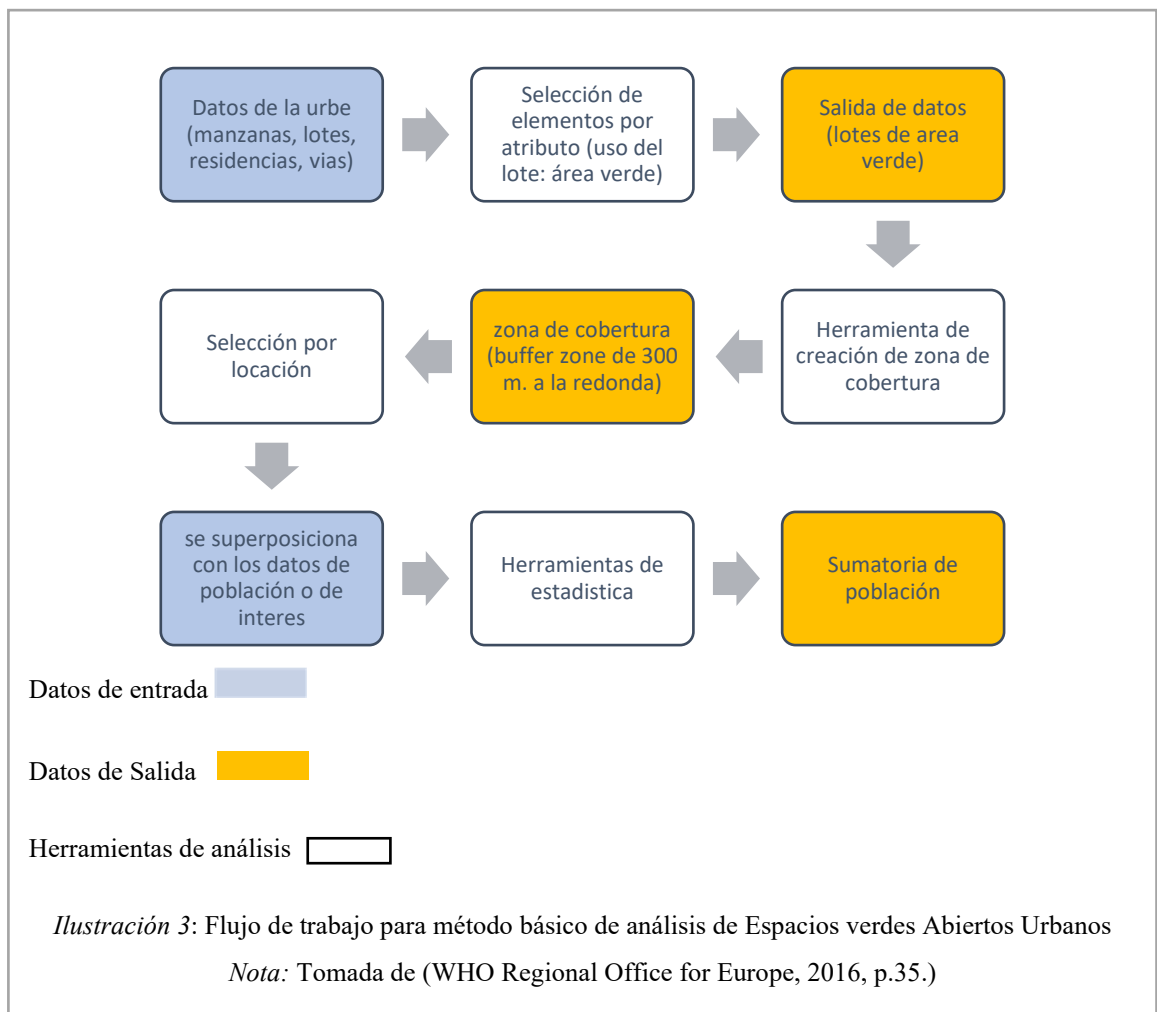 Datos de la urbe
(manzanas, lotes,
residencias, vias)
Selección de
elementos por
atributo (uso del
lote: área verde)
Salida de datos
(lotes de area
verde)
Herramienta de
creación de zona de
cobertura
zona de cobertura
(buffer zone de 300
m. a la redonda)
Selección por
locación
se superposiciona
con los datos de
población o de
interes
Herramientas de
estadistica
Sumatoria de
población
Datos de entrada
Datos de Salida
Herramientas de análisis
Ilustración 3: Flujo de trabajo para método básico de análisis de Espacios verdes Abiertos Urbanos
Nota: Tomada de (WHO Regional Office for Europe, 2016, p.35.)